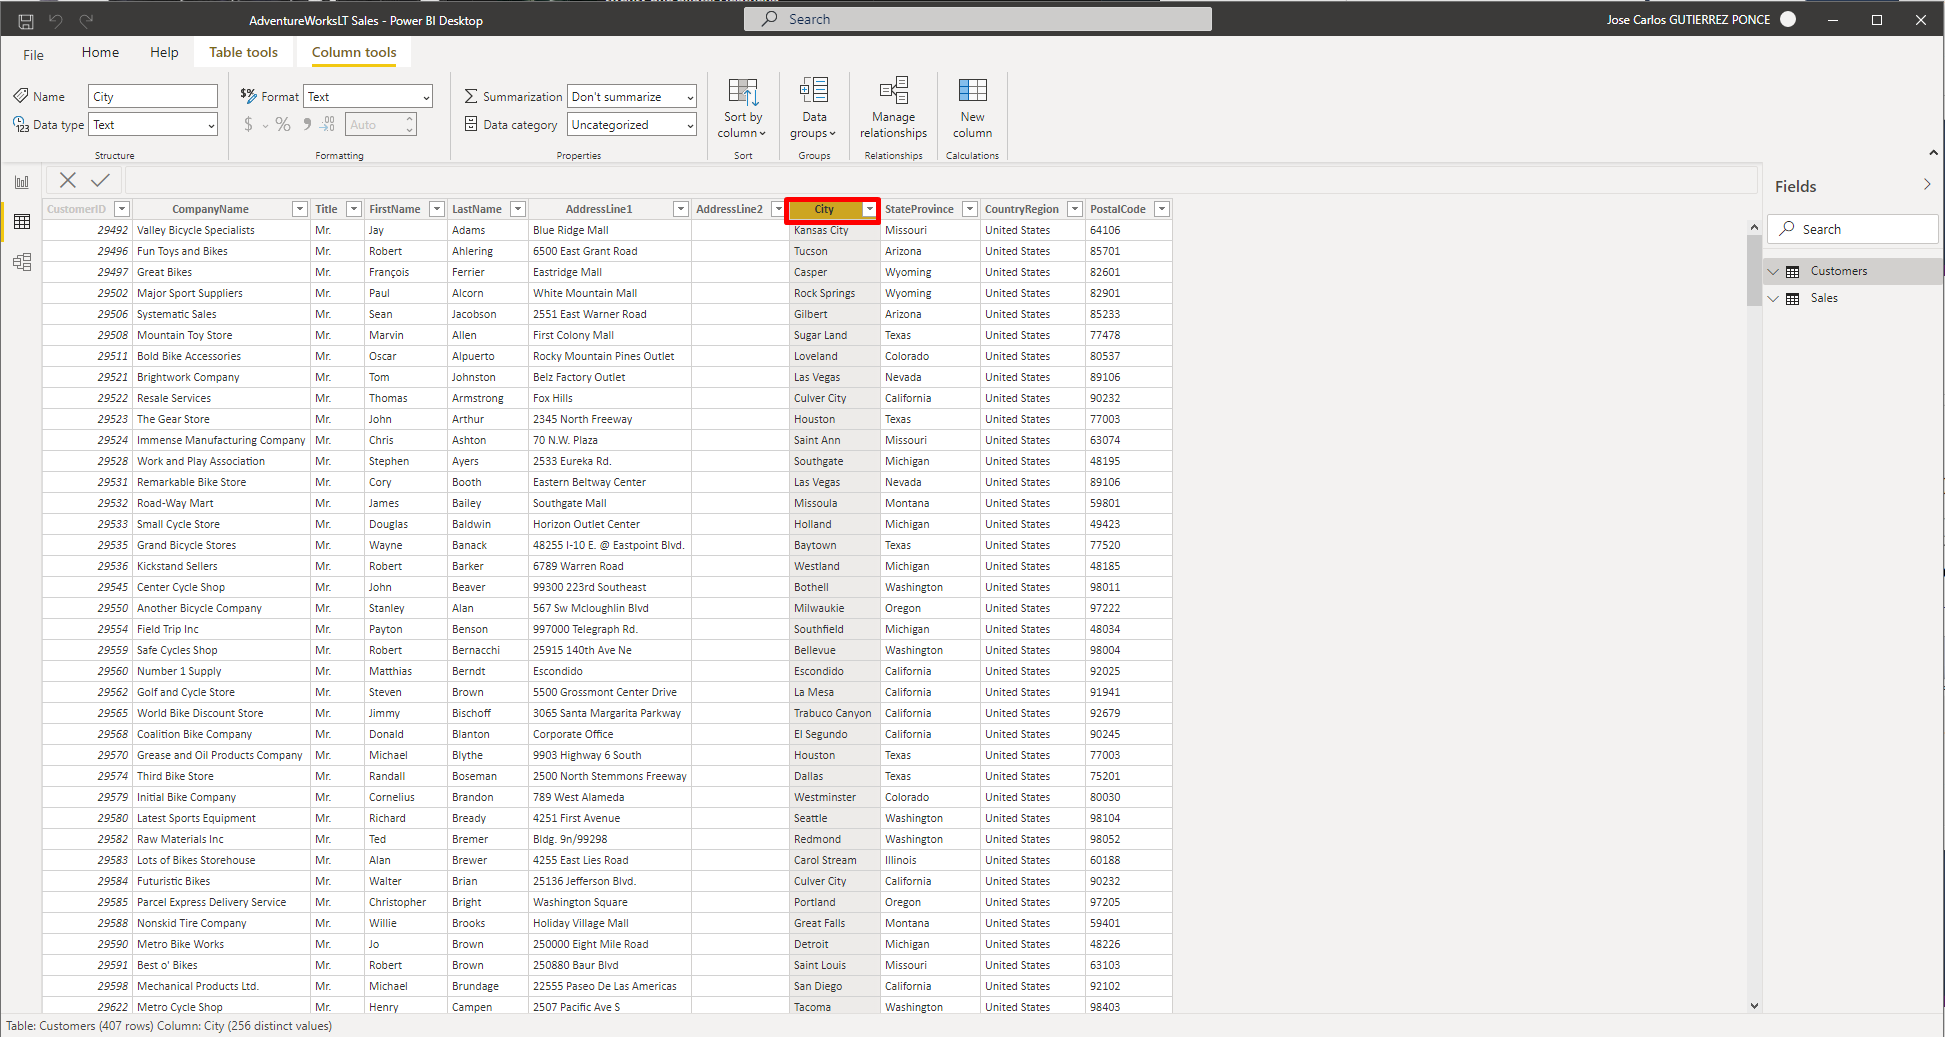 AdventureWorksLT Sales - Power BI Desktop
Search
Jose Carlos GUTIERREZ PONCE
File Home Help Table tools Column tools
Name City
Data type Text
Structure
Format Text
$ % 9 .00 Auto
Formatting
Summarization Don't summarize
Data category Uncategorized
Properties
Sort by
column
Sort
Data
groups
Groups
Manage
relationships
Relationships
New
column
Calculations
CustomerID CompanyName Title FirstName LastName AddressLine1 AddressLine2 City StateProvince CountryRegion PostalCode
29492 Valley Bicycle Specialists Mr. Jay Adams Blue Ridge Mall Kansas City Missouri United States 64106
29496 Fun Toys and Bikes Mr. Robert Ahlering 6500 East Grant Road Tucson Arizona United States 85701
29497 Great Bikes Mr. François Ferrier Eastridge Mall Casper Wyoming United States 82601
29502 Major Sport Suppliers Mr. Paul Alcorn White Mountain Mall Rock Springs Wyoming United States 82901
29506 Systematic Sales Mr. Sean Jacobson 2551 East Warner Road Gilbert Arizona United States 85233
29508 Mountain Toy Store Mr. Marvin Allen First Colony Mall Sugar Land Texas United States 77478
29511 Bold Bike Accessories Mr. Oscar Alpuerto Rocky Mountain Pines Outlet Loveland Colorado United States 80537
29521 Brightwork Company Mr. Tom Johnston Belz Factory Outlet Las Vegas Nevada United States 89106
29522 Resale Services Mr. Thomas Armstrong Fox Hills Culver City California United States 90232
29523 The Gear Store Mr. John Arthur 2345 North Freeway Houston Texas United States 77003
29524 Immense Manufacturing Company Mr. Chris Ashton 70 N.W. Plaza Saint Ann Missouri United States 63074
29528 Work and Play Association Mr. Stephen Ayers 2533 Eureka Rd. Southgate Michigan United States 48195
29531 Remarkable Bike Store Mr. Cory Booth Eastern Beltway Center Las Vegas Nevada United States 89106
29532 Road-Way Mart Mr. James Bailey Southgate Mall Missoula Montana United States 59801
29533 Small Cycle Store Mr. Douglas Baldwin Horizon Outlet Center Holland Michigan United States 49423
29535 Grand Bicycle Stores Mr. Wayne Banack 48255 I-10 E. @ Eastpoint Blvd. Baytown Texas United States 77520
29536 Kickstand Sellers Mr. Robert Barker 6789 Warren Road Westland Michigan United States 48185
29545 Center Cycle Shop Mr. John Beaver 99300 223rd Southeast Bothell Washington United States 98011
29550 Another Bicycle Company Mr. Stanley Alan 567 Sw Mcloughlin Blvd Milwaukie Oregon United States 97222
29554 Field Trip Inc Mr. Payton Benson 997000 Telegraph Rd. Southfield Michigan United States 48034
29559 Safe Cycles Shop Mr. Robert Bernacchi 25915 140th Ave Ne Bellevue Washington United States 98004
29560 Number 1 Supply Mr. Matthias Berndt Escondido Escondido California United States 92025
29562 Golf and Cycle Store Mr. Steven Brown 5500 Grossmont Center Drive La Mesa California United States 91941
29565 World Bike Discount Store Mr. Jimmy Bischoff 3065 Santa Margarita Parkway Trabuco Canyon California United States 92679
29568 Coalition Bike Company Mr. Donald Blanton Corporate Office El Segundo California United States 90245
29570 Grease and Oil Products Company Mr. Michael Blythe 9903 Highway 6 South Houston Texas United States 77003
29574 Third Bike Store Mr. Randall Boseman 2500 North Stemmons Freeway Dallas Texas United States 75201
29579 Initial Bike Company Mr. Cornelius Brandon 789 West Alameda Westminster Colorado United States 80030
29580 Latest Sports Equipment Mr. Richard Bready 4251 First Avenue Seattle Washington United States 98104
29582 Raw Materials Inc Mr. Ted Bremer Bldg. 9n/99298 Redmond Washington United States 98052
29583 Lots of Bikes Storehouse Mr. Alan Brewer 4255 East Lies Road Carol Stream Illinois United States 60188
29584 Futuristic Bikes Mr. Walter Brian 25136 Jefferson Blvd. Culver City California United States 90232
29585 Parcel Express Delivery Service Mr. Christopher Bright Washington Square Portland Oregon United States 97205
29588 Nonskid Tire Company Mr. Willie Brooks Holiday Village Mall Great Falls Montana United States 59401
29590 Metro Bike Works Mr. Jo Brown 250000 Eight Mile Road Detroit Michigan United States 48226
29591 Best o' Bikes Mr. Robert Brown 250880 Baur Blvd Saint Louis Missouri United States 63103
29598 Mechanical Products Ltd. Mr. Michael Brundage 22555 Paseo De Las Americas San Diego California United States 92102
29622 Metro Cycle Shop Mr. Henry Campen 2507 Pacific Ave S Tacoma Washington United States 98403
Fields
Search
Customers
Sales
Table: Customers (407 rows) Column: City (256 distinct values)